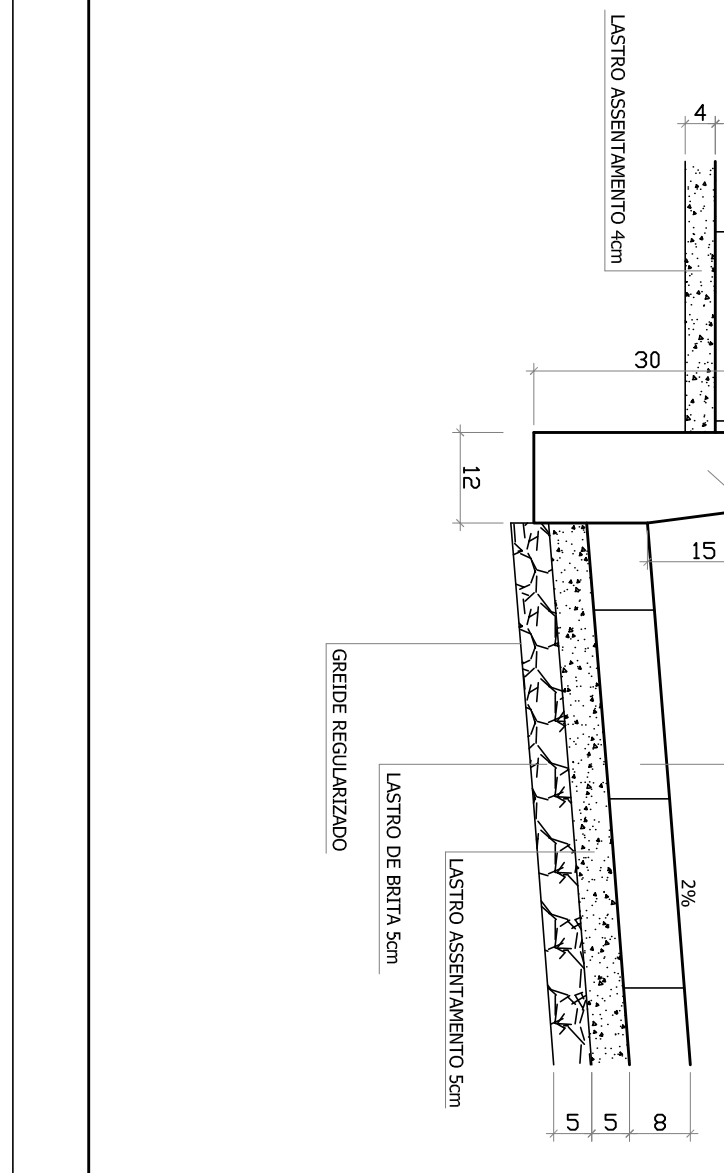 LASTRO ASSENTAMENTO 4cm
4
30
12
15
GREIDE REGULARIZADO
LASTRO DE BRITA 5cm
LASTRO ASSENTAMENTO 5cm
2%
5
5
8